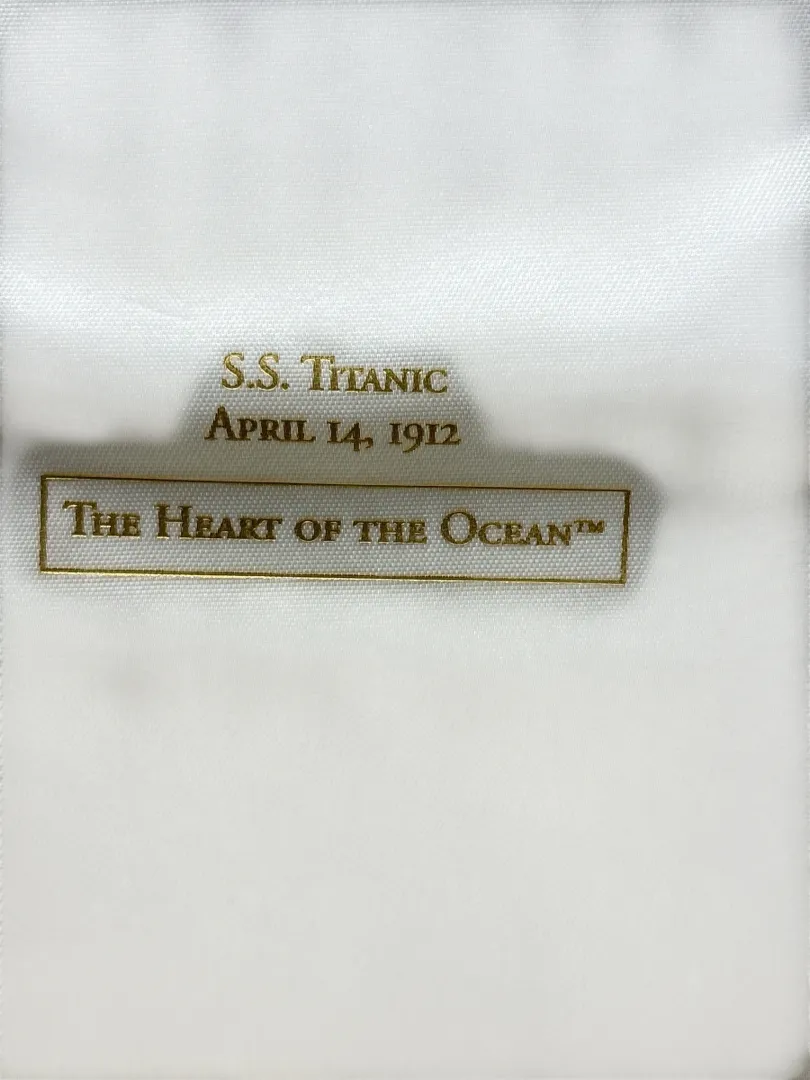 S.S. Titanic
April 14, 1912
The Heart of the Ocean™